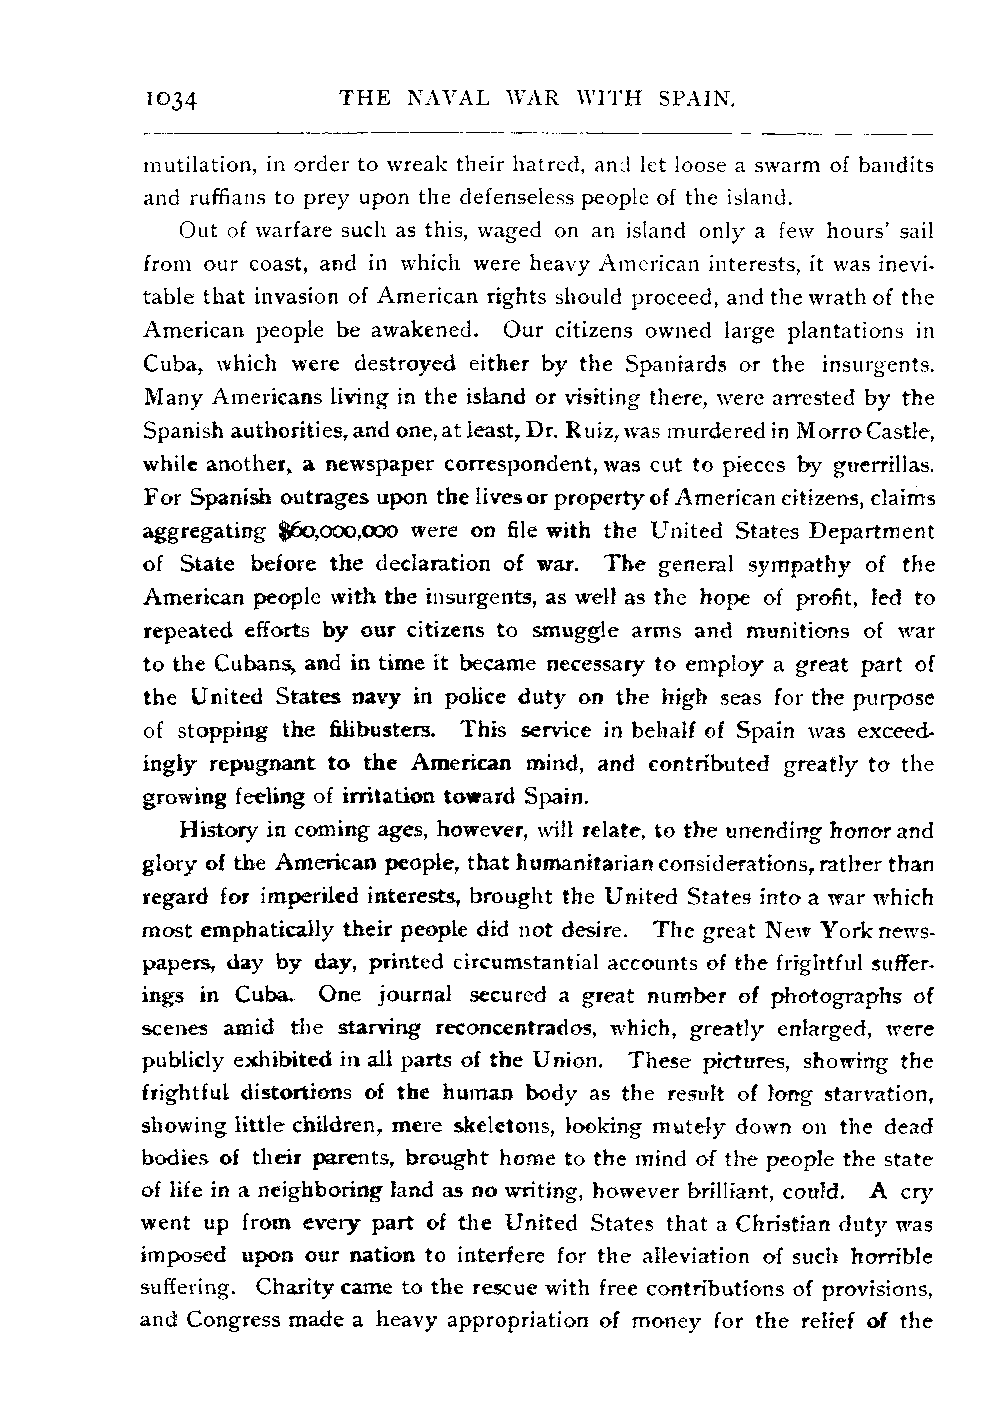 1034 THE NAVAL WAR WITH SPAIN.
mutilation, in order to wreak their hatred, and let loose a swarm of bandits
and ruffians to prey upon the defenseless people of the island.
Out of warfare such as this, waged on an island only a few hours' sail
from our coast, and in which were heavy American interests, it was inevi-
table that invasion of American rights should proceed, and the wrath of the
American people be awakened. Our citizens owned large plantations in
Cuba, which were destroyed either by the Spaniards or the insurgents.
Many Americans living in the island or visiting there, were arrested by the
Spanish authorities, and one, at least, Dr. Ruiz, was murdered in Morro Castle,
while another, a newspaper correspondent, was cut to pieces by guerrillas.
For Spanish outrages upon the lives or property of American citizens, claims
aggregating $60,000,000 were on file with the United States Department
of State before the declaration of war. The general sympathy of the
American people with the insurgents, as well as the hope of profit, led to
repeated efforts by our citizens to smuggle arms and munitions of war
to the Cubans, and in time it became necessary to employ a great part of
the United States navy in police duty on the high seas for the purpose
of stopping the filibusters. This service in behalf of Spain was exceed-
ingly repugnant to the American mind, and contributed greatly to the
growing feeling of irritation toward Spain.
History in coming ages, however, will relate, to the unending honor and
glory of the American people, that humanitarian considerations, rather than
regard for imperiled interests, brought the United States into a war which
most emphatically their people did not desire. The great New York news-
papers, day by day, printed circumstantial accounts of the frightful suffer-
ings in Cuba. One journal secured a great number of photographs of
scenes amid the starving reconcentrados, which, greatly enlarged, were
publicly exhibited in all parts of the Union. These pictures, showing the
frightful distortions of the human body as the result of long starvation,
showing little children, mere skeletons, looking mutely down on the dead
bodies of their parents, brought home to the mind of the people the state
of life in a neighboring land as no writing, however brilliant, could. A cry
went up from every part of the United States that a Christian duty was
imposed upon our nation to interfere for the alleviation of such horrible
suffering. Charity came to the rescue with free contributions of provisions,
and Congress made a heavy appropriation of money for the relief of the